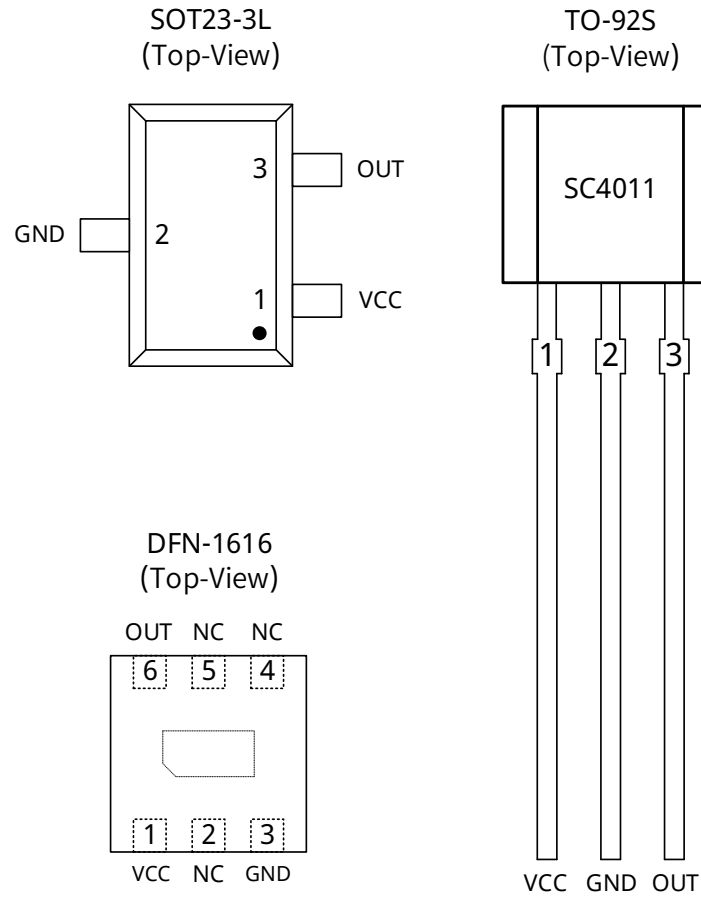 SOT23-3L
(Top-View)
3 OUT
GND 2
1 VCC
TO-92S
(Top-View)
SC4011
1 2 3
VCC GND OUT
DFN-1616
(Top-View)
OUT NC NC
6 5 4
1 2 3
VCC NC GND